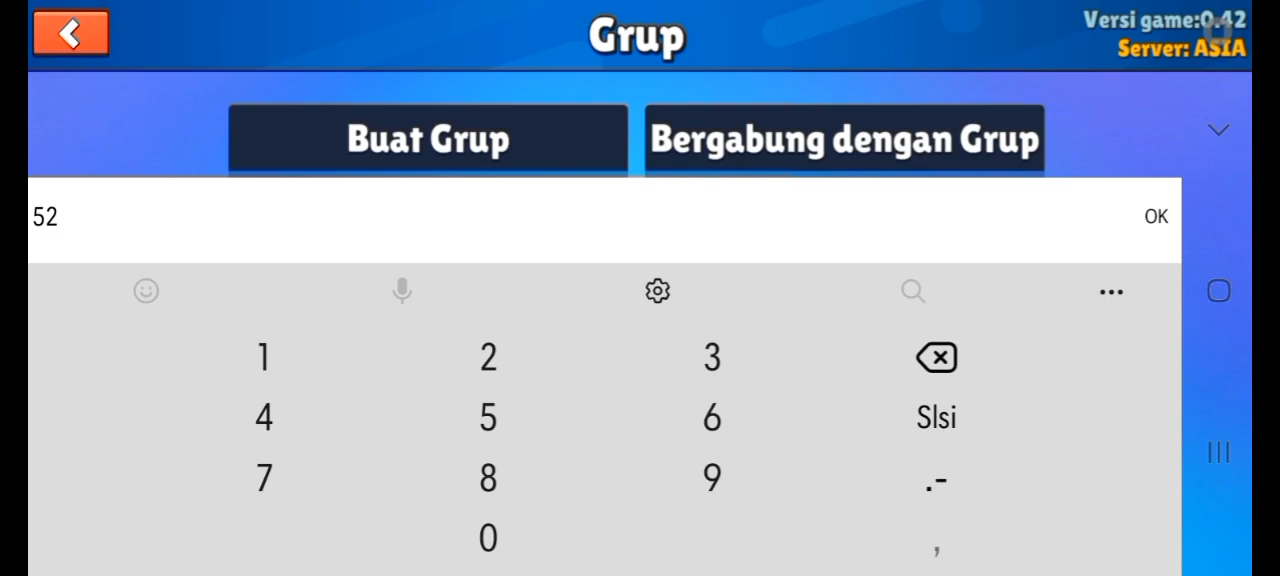 Grup
Versi game:0.42
Server: ASIA
Buat Grup
Bergabung dengan Grup
52
OK
1 2 3
4 5 6 Slsi
7 8 9 .-
0 ,